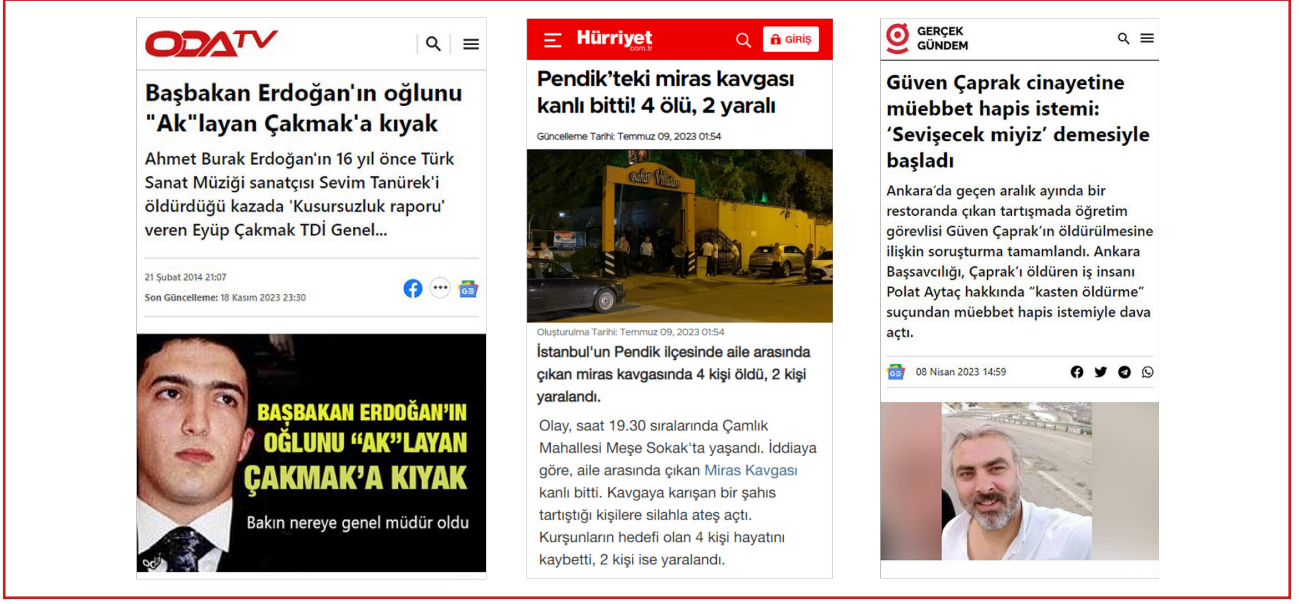 ODATV
Başbakan Erdoğan'ın oğlunu
"Ak"layan Çakmak'a kıyak
Ahmet Burak Erdoğan'ın 16 yıl önce Türk
Sanat Müziği sanatçısı Sevim Tanürek'i
öldürdüğü kazada 'Kusursuzluk raporu'
veren Eyüp Çakmak TDİ Genel...
21 Şubat 2014 21:07
Son Güncelleme: 18 Kasım 2023 23:30
BAŞBAKAN ERDOĞAN'IN
OĞLUNU "AK"LAYAN
ÇAKMAK'A KIYAK
Bakın nereye genel müdür oldu
Hürriyet
.com.tr
GİRİŞ
Pendik'teki miras kavgası
kanlı bitti! 4 ölü, 2 yaralı
Güncelleme Tarihi: Temmuz 09, 2023 01:54
Bakır Villaları
Oluşturulma Tarihi: Temmuz 09, 2023 01:54
İstanbul'un Pendik ilçesinde aile arasında
çıkan miras kavgasında 4 kişi öldü, 2 kişi
yaralandı.
Olay, saat 19.30 sıralarında Çamlık
Mahallesi Meşe Sokak'ta yaşandı. İddiaya
göre, aile arasında çıkan Miras Kavgası
kanlı bitti. Kavgaya karışan bir şahıs
tartıştığı kişilere silahla ateş açtı.
Kurşunların hedefi olan 4 kişi hayatını
kaybetti, 2 kişi ise yaralandı.
GERÇEK
GÜNDEM
Güven Çaprak cinayetine
müebbet hapis istemi:
‘Sevişecek miyiz’ demesiyle
başladı
Ankara’da geçen aralık ayında bir
restoranda çıkan tartışmada öğretim
görevlisi Güven Çaprak’ın öldürülmesine
ilişkin soruşturma tamamlandı. Ankara
Başsavcılığı, Çaprak’ı öldüren iş insanı
Polat Aytaç hakkında “kasten öldürme”
suçundan müebbet hapis istemiyle dava
açtı.
08 Nisan 2023 14:59